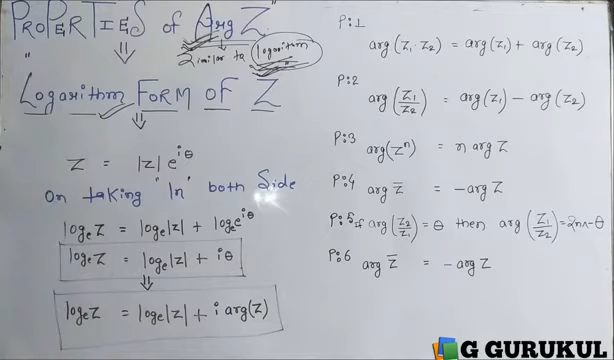 PROPERTIES of Arg Z
Similar to logarithm
"
"
Logarithm FORM OF Z
Z = |Z| e^{iθ}
On taking 'ln' both Side
log_e Z = log_e|Z| + log_e e^{iθ}
log_e Z = log_e|Z| + iθ
log_e Z = log_e|Z| + i arg(Z)
P:1
arg(Z₁·Z₂) = arg(Z₁) + arg(Z₂)
P:2
arg(Z₁/Z₂) = arg(Z₁) - arg(Z₂)
P:3
arg(Zⁿ) = n arg Z
P:4
arg Z̅ = -arg Z
P:5 If arg(Z₂/Z₁) = θ then arg(Z₁/Z₂) = 2nπ-θ
P:6
arg Z̅ = -arg Z
G GURUKUL